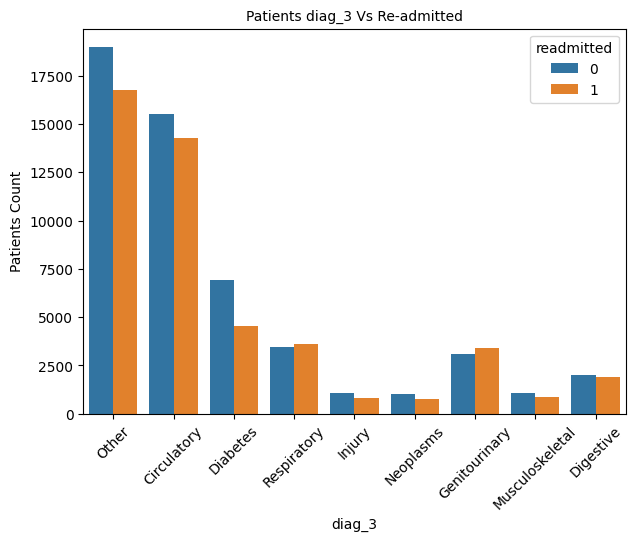 Patients diag_3 Vs Re-admitted
readmitted
0
1
Patients Count
17500
15000
12500
10000
7500
5000
2500
0
Other
Circulatory
Diabetes
Respiratory
Injury
Neoplasms
Genitourinary
Musculoskeletal
Digestive
diag_3